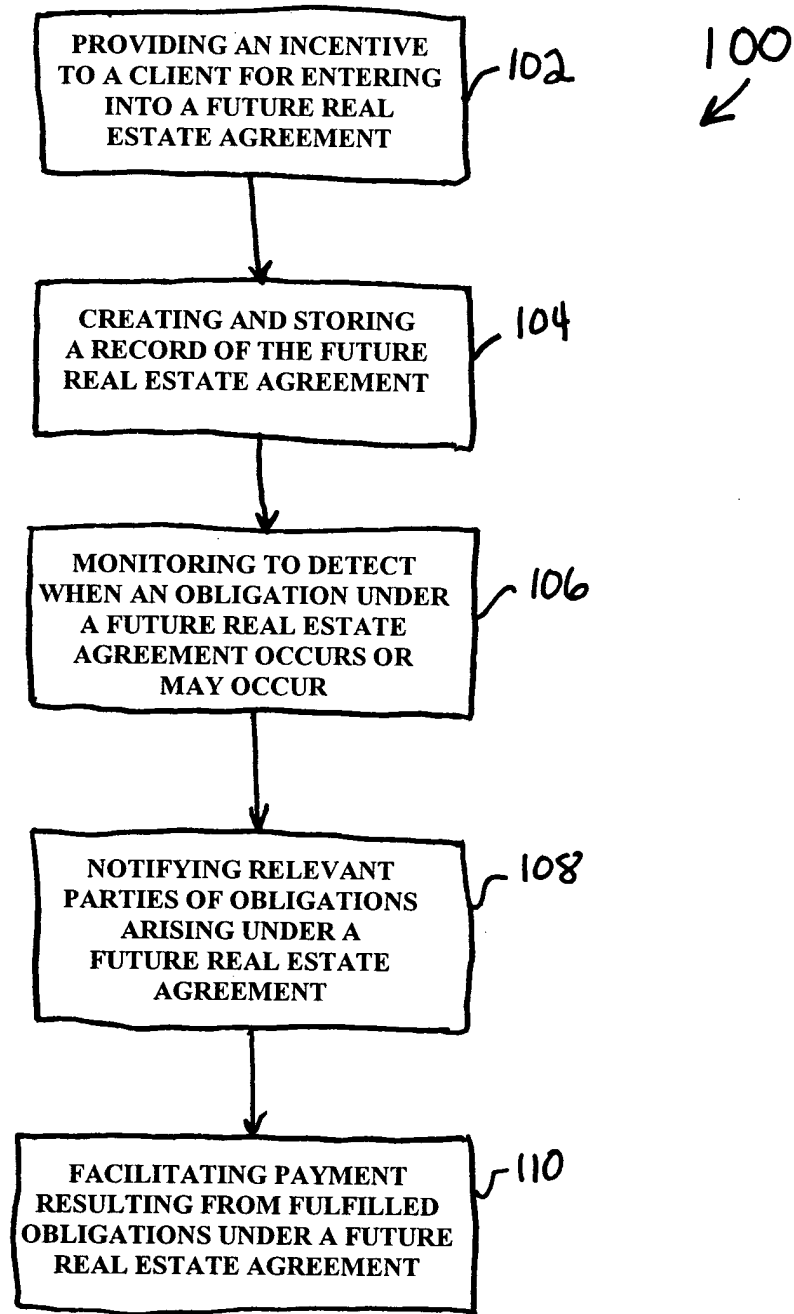 100
PROVIDING AN INCENTIVE
TO A CLIENT FOR ENTERING
INTO A FUTURE REAL
ESTATE AGREEMENT
102
CREATING AND STORING
A RECORD OF THE FUTURE
REAL ESTATE AGREEMENT
104
MONITORING TO DETECT
WHEN AN OBLIGATION UNDER
A FUTURE REAL ESTATE
AGREEMENT OCCURS OR
MAY OCCUR
106
NOTIFYING RELEVANT
PARTIES OF OBLIGATIONS
ARISING UNDER A
FUTURE REAL ESTATE
AGREEMENT
108
FACILITATING PAYMENT
RESULTING FROM FULFILLED
OBLIGATIONS UNDER A FUTURE
REAL ESTATE AGREEMENT
110